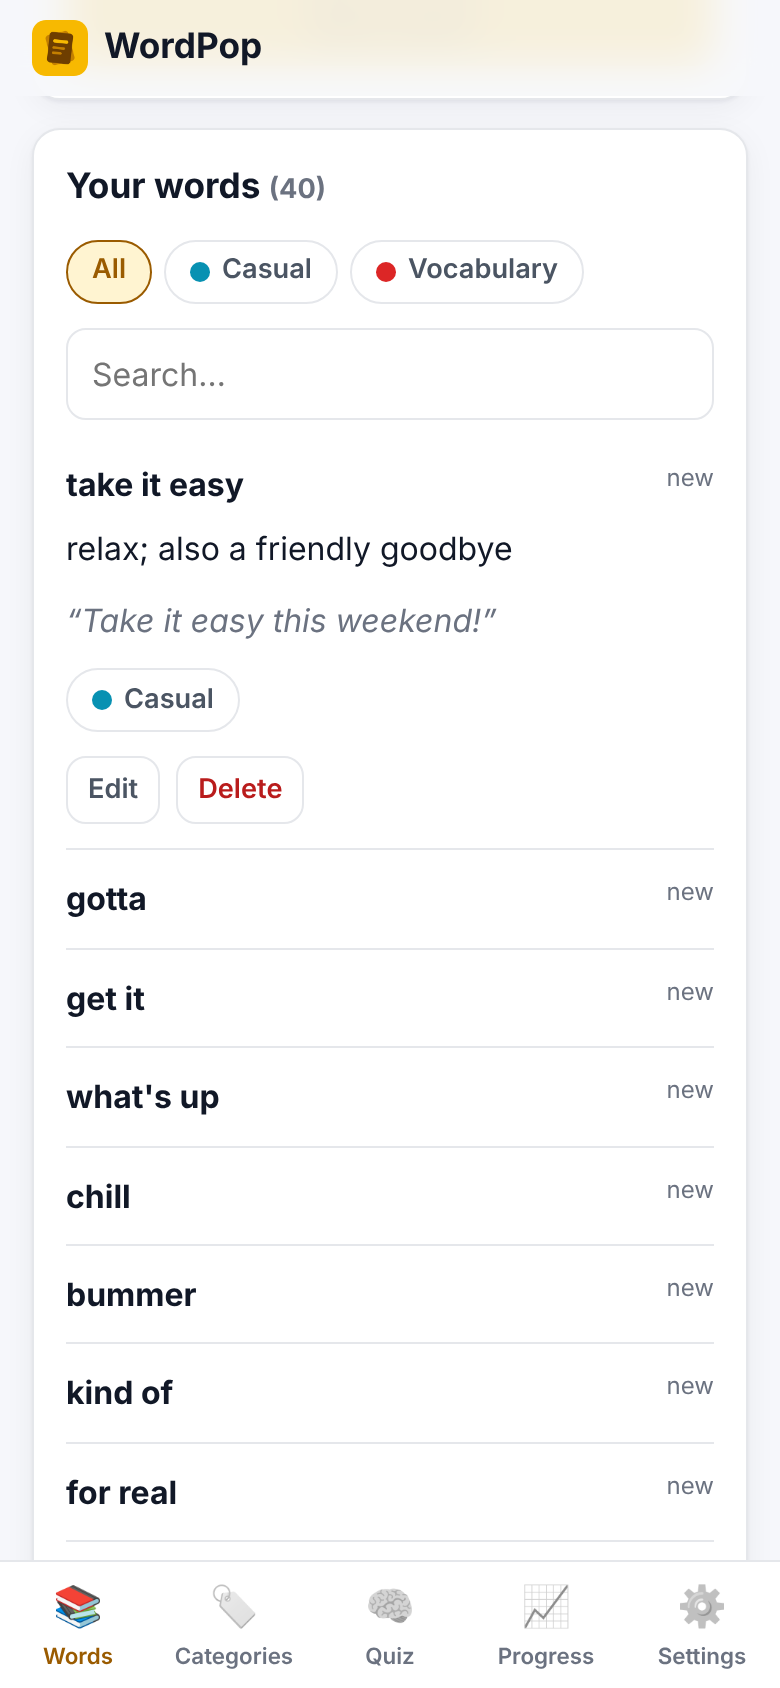 WordPop
Your words (40)
All
Casual
Vocabulary
Search...
take it easy
new
relax; also a friendly goodbye
“Take it easy this weekend!”
Casual
Edit
Delete
gotta
new
get it
new
what's up
new
chill
new
bummer
new
kind of
new
for real
new
Words
Categories
Quiz
Progress
Settings